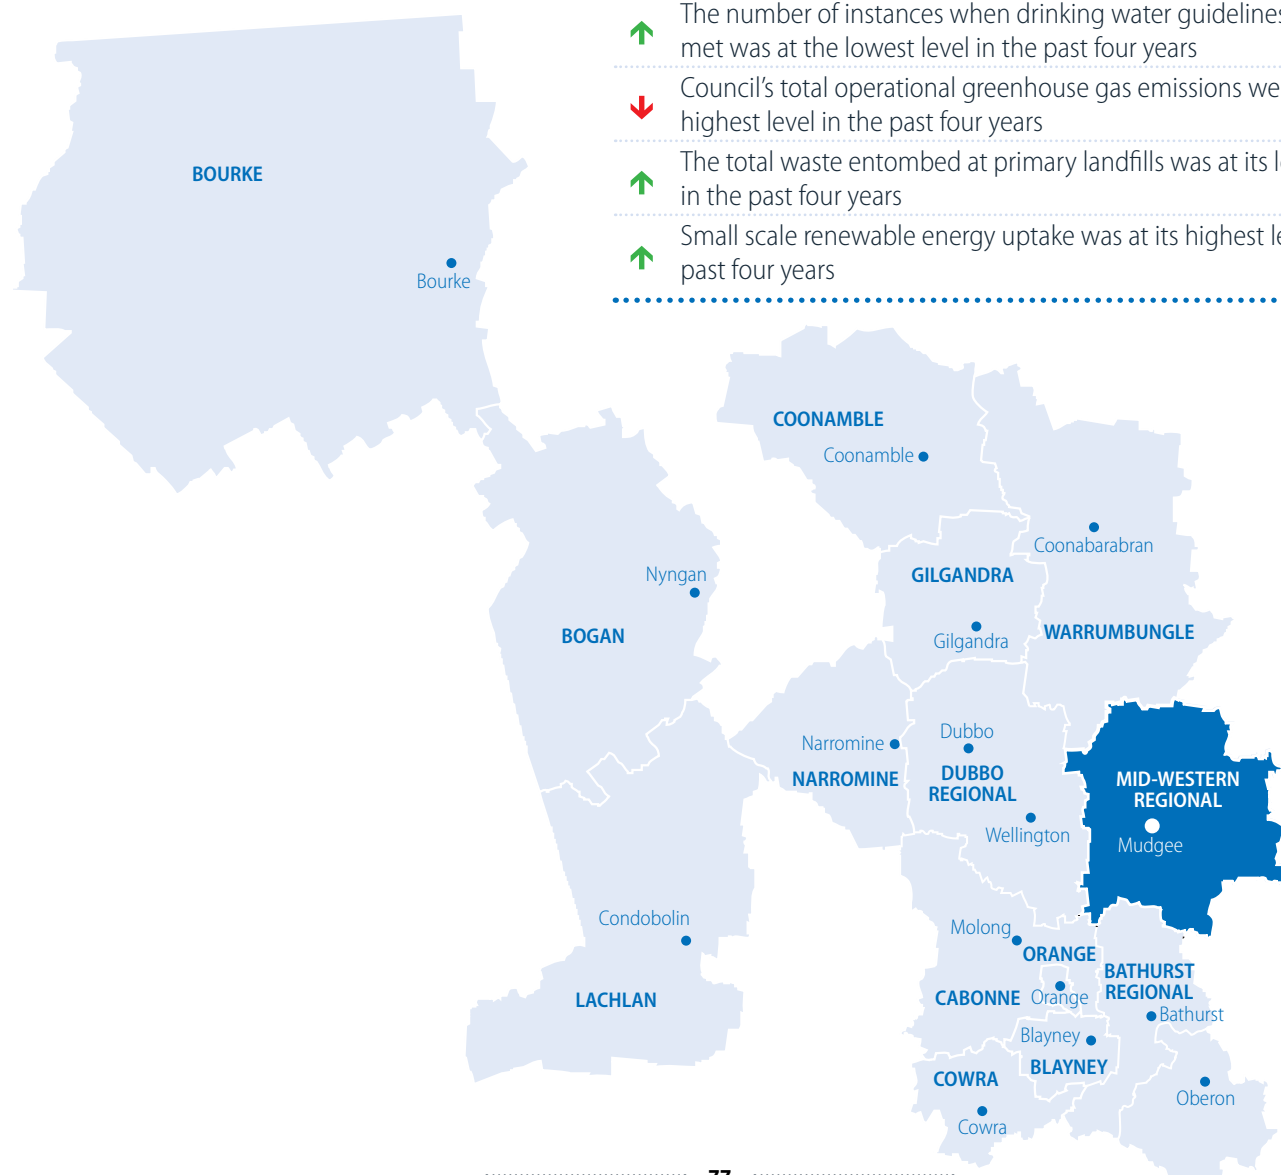 The number of instances when drinking water guidelines
met was at the lowest level in the past four years
Council’s total operational greenhouse gas emissions we
highest level in the past four years
The total waste entombed at primary landfills was at its l
in the past four years
Small scale renewable energy uptake was at its highest le
past four years
BOURKE
Bourke
COONAMBLE
Coonamble
Coonabarabran
Nyngan
GILGANDRA
BOGAN
Gilgandra
WARRUMBUNGLE
Narromine
Dubbo
NARROMINE
DUBBO
REGIONAL
MID-WESTERN
REGIONAL
Wellington
Mudgee
Condobolin
Molong
ORANGE
BATHURST
REGIONAL
LACHLAN
CABONNE
Orange
Bathurst
Blayney
BLAYNEY
COWRA
Oberon
Cowra
77